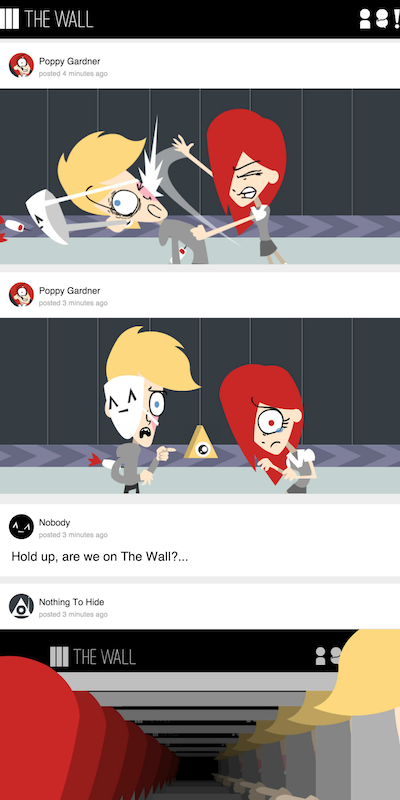 THE WALL
Poppy Gardner
posted 4 minutes ago
Poppy Gardner
posted 3 minutes ago
Nobody
posted 3 minutes ago
Hold up, are we on The Wall?...
Nothing To Hide
posted 3 minutes ago
THE WALL